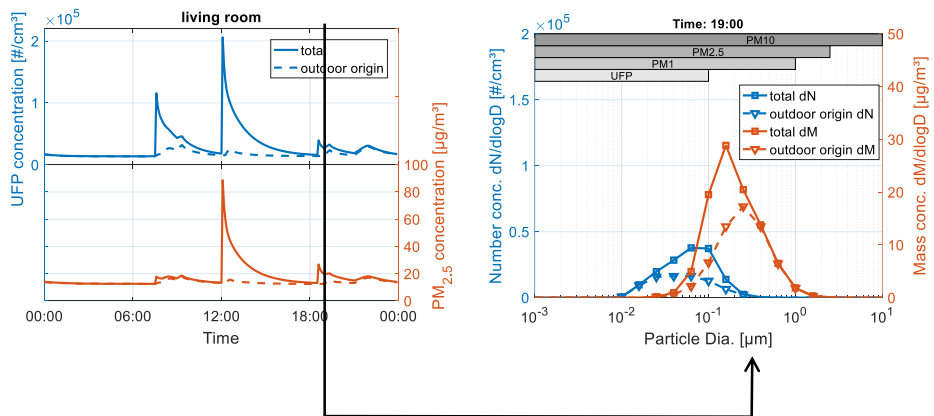 living room
×10⁵
2
1
0
UFP concentration [#/cm³]
total
outdoor origin
100
80
60
40
20
0
PM2.5 concentration [µg/m³]
00:00
06:00
12:00
18:00
00:00
Time
Time: 19:00
×10⁵
2
1.5
1
0.5
0
Number conc. dN/dlogD [#/cm³]
PM10
PM2.5
PM1
UFP
total dN
outdoor origin dN
total dM
outdoor origin dM
50
40
30
20
10
0
Mass conc. dM/dlogD [µg/m³]
10⁻³
10⁻²
10⁻¹
10⁰
10¹
Particle Dia. [µm]